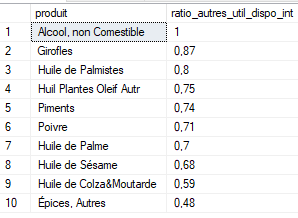 produit ratio_autres_util_dispo_int
1 Alcool, non Comestible 1
2 Girofles 0,87
3 Huile de Palmistes 0,8
4 Huil Plantes Oleif Autr 0,75
5 Piments 0,74
6 Poivre 0,71
7 Huile de Palme 0,7
8 Huile de Sésame 0,68
9 Huile de Colza&Moutarde 0,59
10 Épices, Autres 0,48